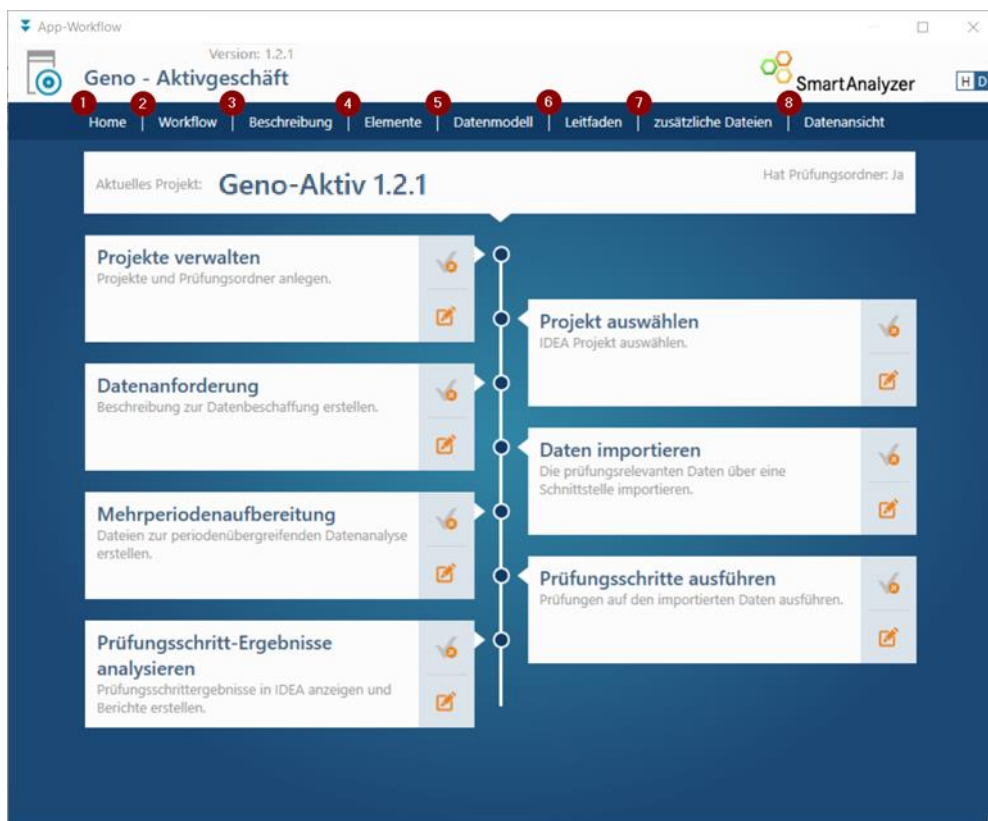 App-Workflow
Version: 1.2.1
Geno - Aktivgeschäft
SmartAnalyzer
H D
1 2 3 4 5 6 7 8
Home | Workflow | Beschreibung | Elemente | Datenmodell | Leitfaden | zusätzliche Dateien | Datenansicht
Aktuelles Projekt: Geno-Aktiv 1.2.1
Hat Prüfungsordner: Ja
Projekte verwalten
Projekte und Prüfungsordner anlegen.
Projekt auswählen
IDEA Projekt auswählen.
Datenanforderung
Beschreibung zur Datenbeschaffung erstellen.
Daten importieren
Die prüfungsrelevanten Daten über eine
Schnittstelle importieren.
Mehrperiodenaufbereitung
Dateien zur periodenübergreifenden Datenanalyse
erstellen.
Prüfungsschritte ausführen
Prüfungen auf den importierten Daten ausführen.
Prüfungsschritt-Ergebnisse
analysieren
Prüfungsschrittergebnisse in IDEA anzeigen und
Berichte erstellen.